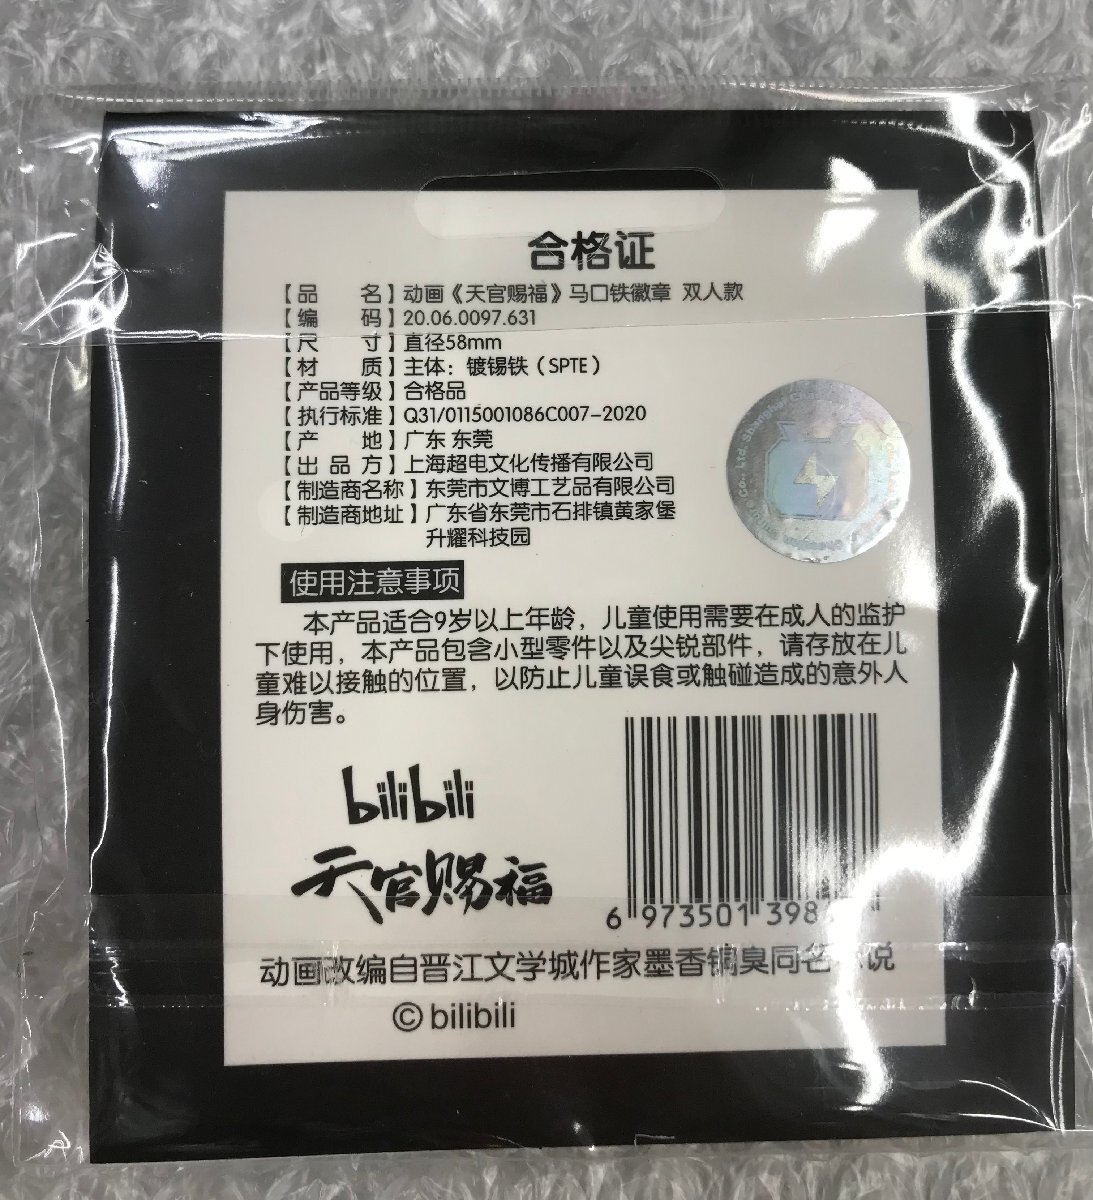 合格证
【品名】动画《天官赐福》马口铁徽章 双人款
【编码】20.06.0097.631
【尺寸】直径58mm
【材质】主体：镀锡铁（SPTE）
【产品等级】合格品
【执行标准】Q31/0115001086C007-2020
【产地】广东 东莞
【出品方】上海超电文化传播有限公司
【制造商名称】东莞市文博工艺品有限公司
【制造商地址】广东省东莞市石排镇黄家堡
升耀科技园
使用注意事项
本产品适合9岁以上年龄，儿童使用需要在成人的监护
下使用，本产品包含小型零件以及尖锐部件，请存放在儿
童难以接触的位置，以防止儿童误食或触碰造成的意外人
身伤害。
bilibili
天官赐福
6 973501 398
动画改编自晋江文学城作家墨香铜臭同名小说
© bilibili